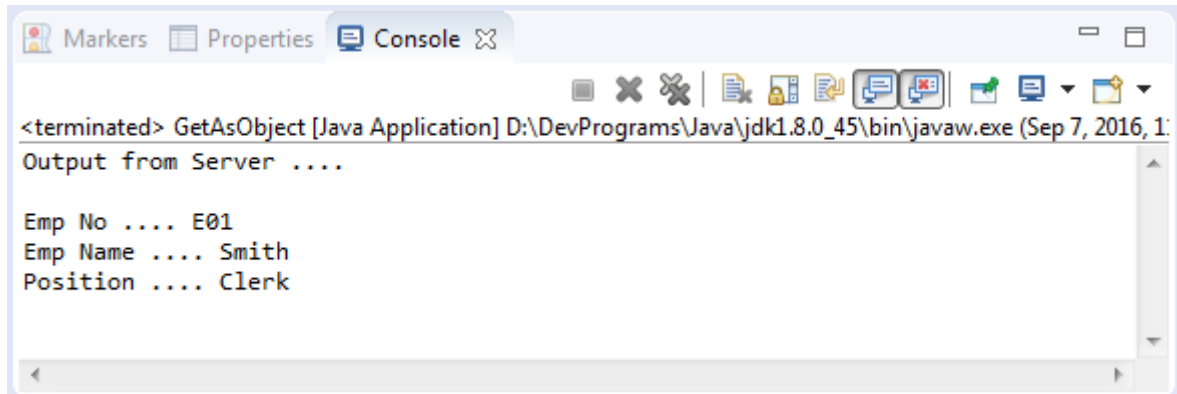 Markers Properties Console
<terminated> GetAsObject [Java Application] D:\DevPrograms\Java\jdk1.8.0_45\bin\javaw.exe (Sep 7, 2016, 1
Output from Server ....
Emp No .... E01
Emp Name .... Smith
Position .... Clerk